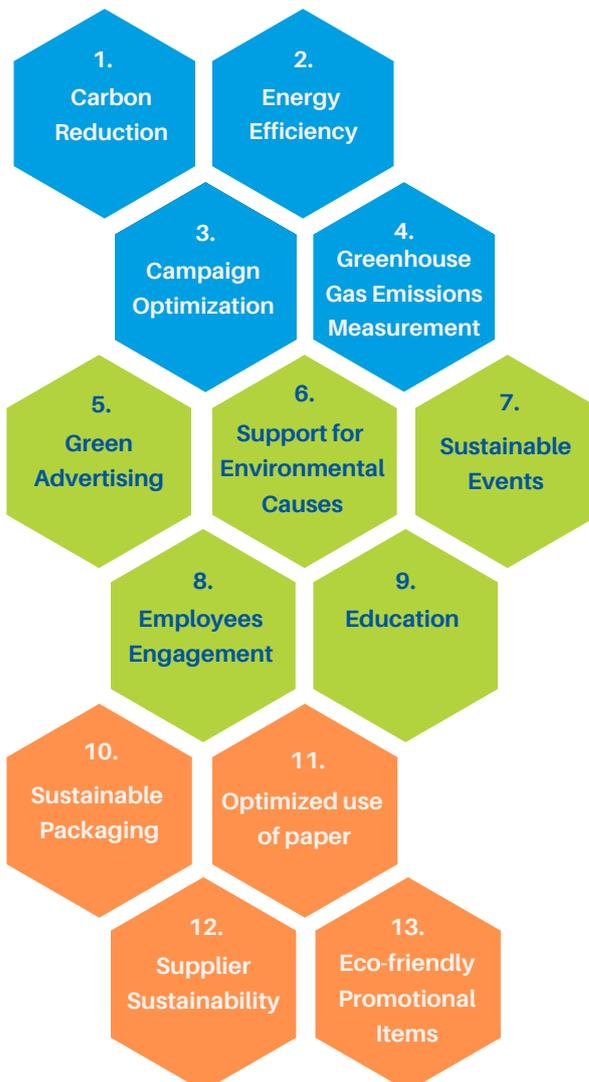 1.
Carbon
Reduction
2.
Energy
Efficiency
3.
Campaign
Optimization
4.
Greenhouse
Gas Emissions
Measurement
5.
Green
Advertising
6.
Support for
Environmental
Causes
7.
Sustainable
Events
8.
Employees
Engagement
9.
Education
10.
Sustainable
Packaging
11.
Optimized use
of paper
12.
Supplier
Sustainability
13.
Eco-friendly
Promotional
Items